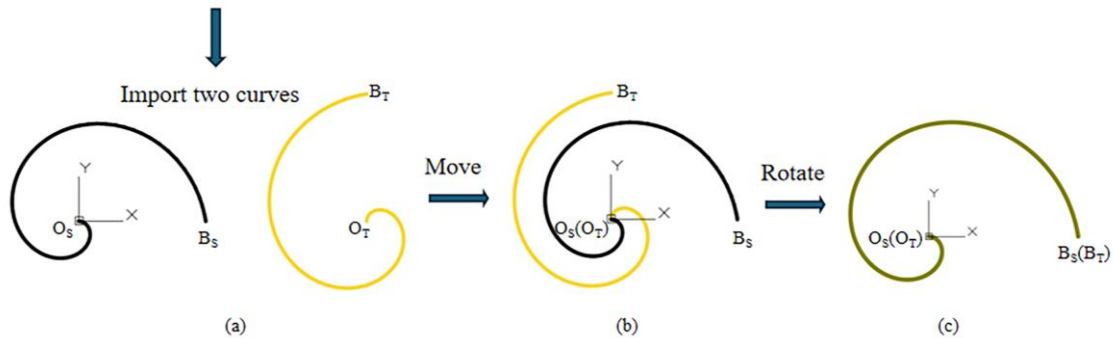 Import two curves
B_T
Y
X
O_S
B_S
O_T
Move
B_T
Y
X
O_S(O_T)
B_S
Rotate
Y
X
O_S(O_T)
B_S(B_T)
(a)
(b)
(c)